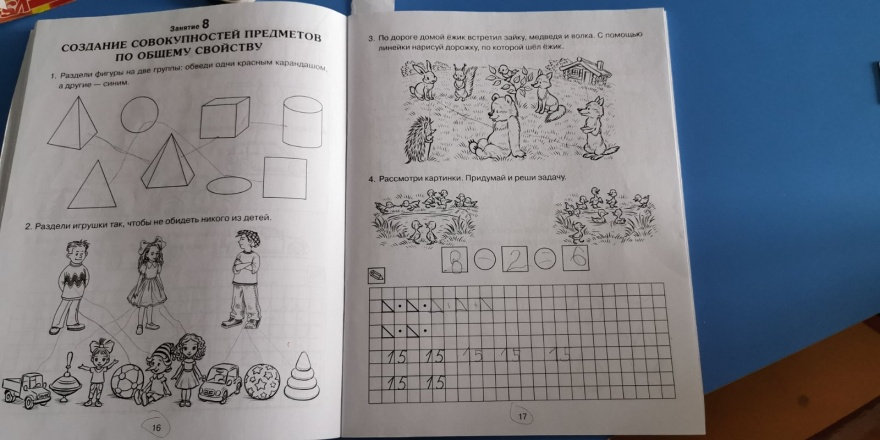 Занятие 8
СОЗДАНИЕ СОВОКУПНОСТЕЙ ПРЕДМЕТОВ
ПО ОБЩЕМУ СВОЙСТВУ
1. Раздели фигуры на две группы: обведи одни красным карандашом,
а другие — синим.
2. Раздели игрушки так, чтобы не обидеть никого из детей.
16
3. По дороге домой ёжик встретил зайку, медведя и волка. С помощью
линейки нарисуй дорожку, по которой шёл ёжик.
4. Рассмотри картинки. Придумай и реши задачу.
8 − 2 = 6
15 15 15 15 15
15 15
17